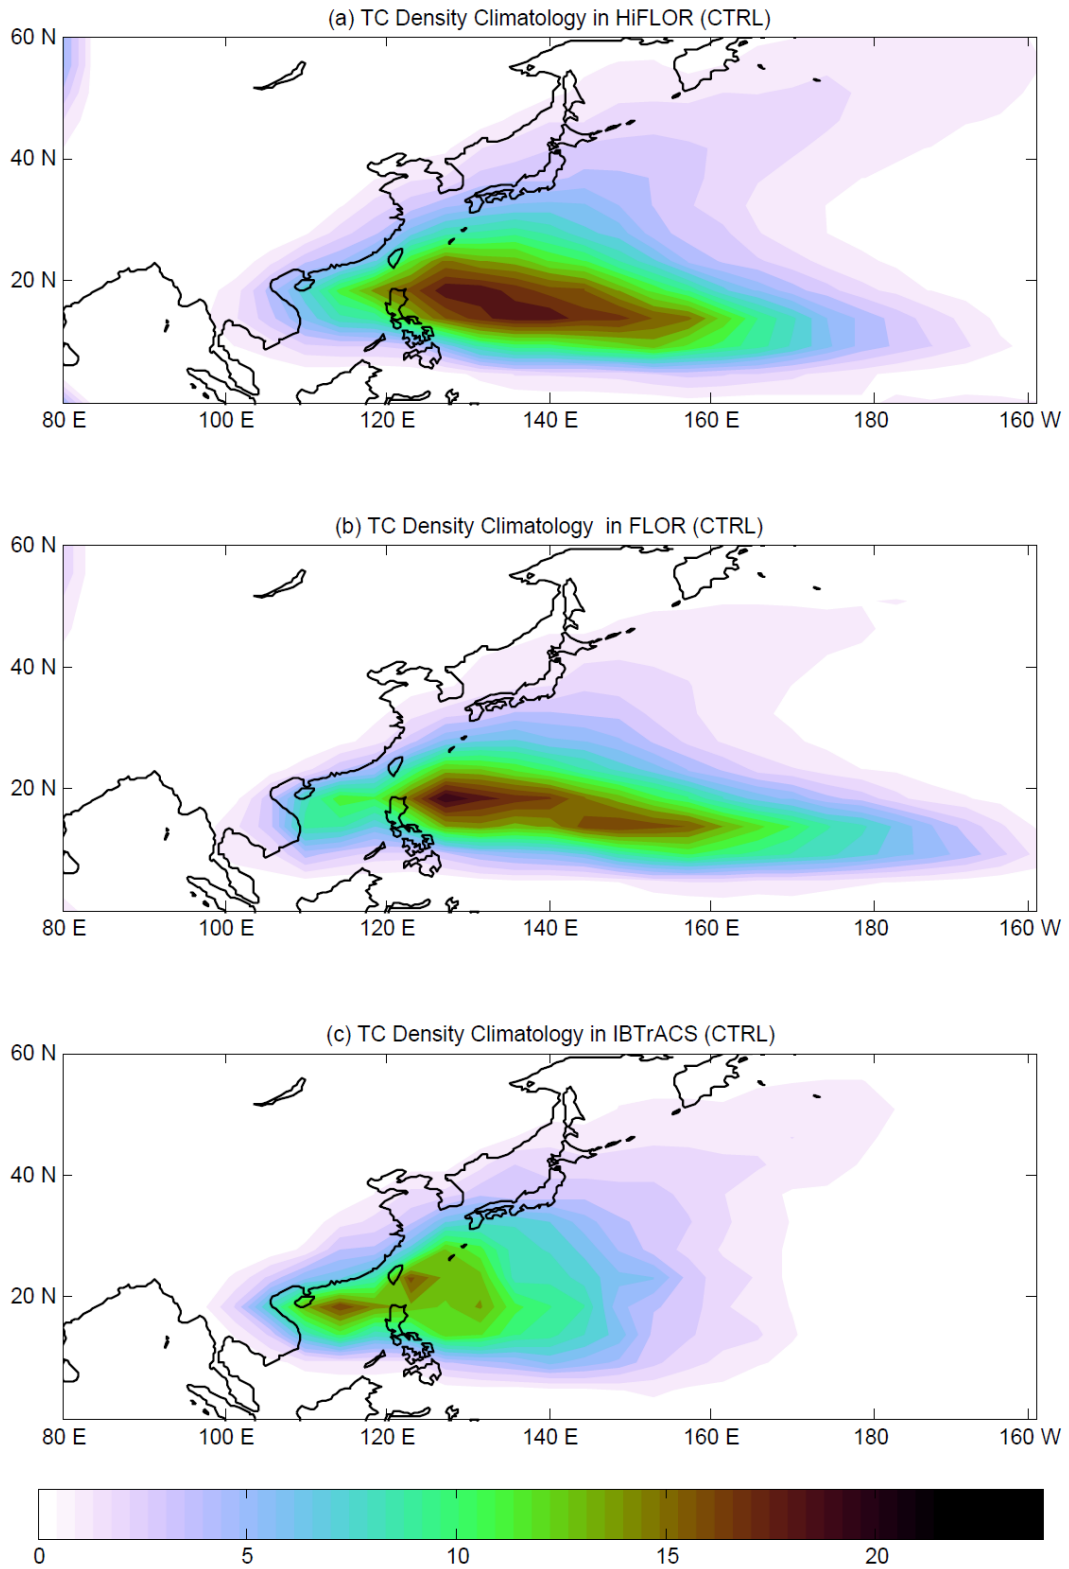 (a) TC Density Climatology in HiFLOR (CTRL)
60 N
40 N
20 N
80 E 100 E 120 E 140 E 160 E 180 160 W
(b) TC Density Climatology in FLOR (CTRL)
60 N
40 N
20 N
80 E 100 E 120 E 140 E 160 E 180 160 W
(c) TC Density Climatology in IBTrACS (CTRL)
60 N
40 N
20 N
80 E 100 E 120 E 140 E 160 E 180 160 W
0 5 10 15 20